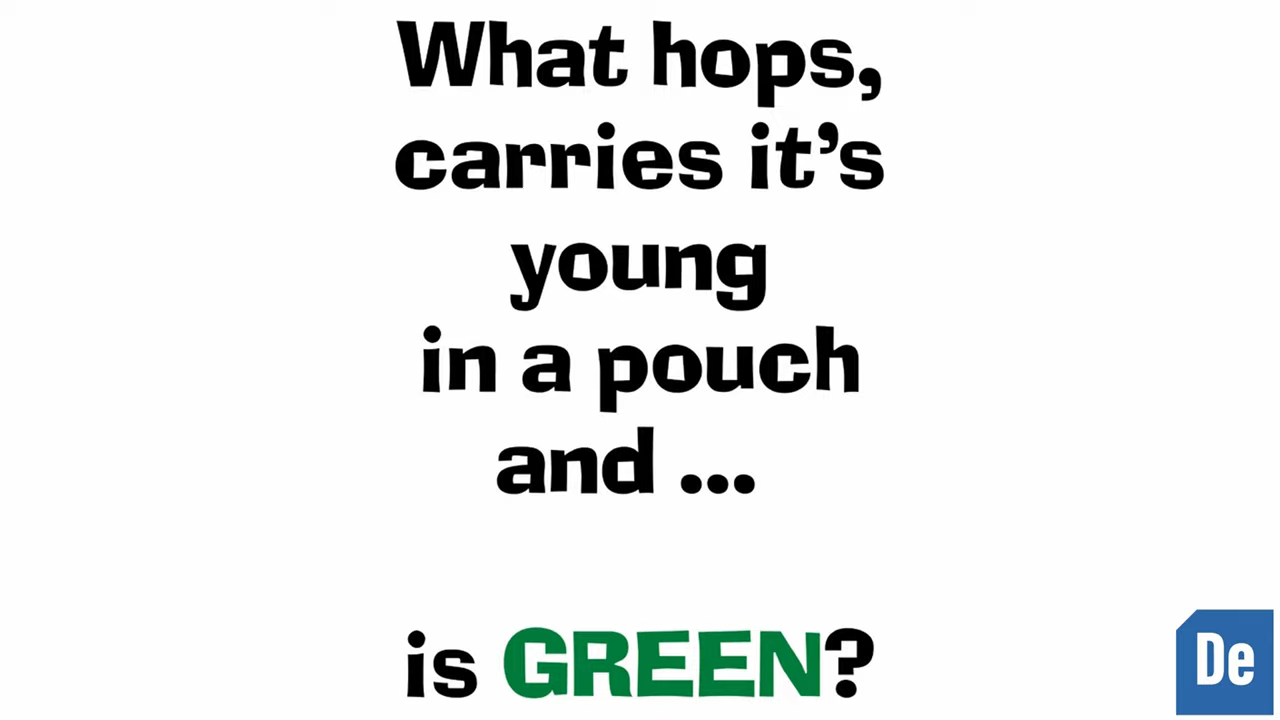 What hops,
carries it’s
young
in a pouch
and ...
is GREEN?
De